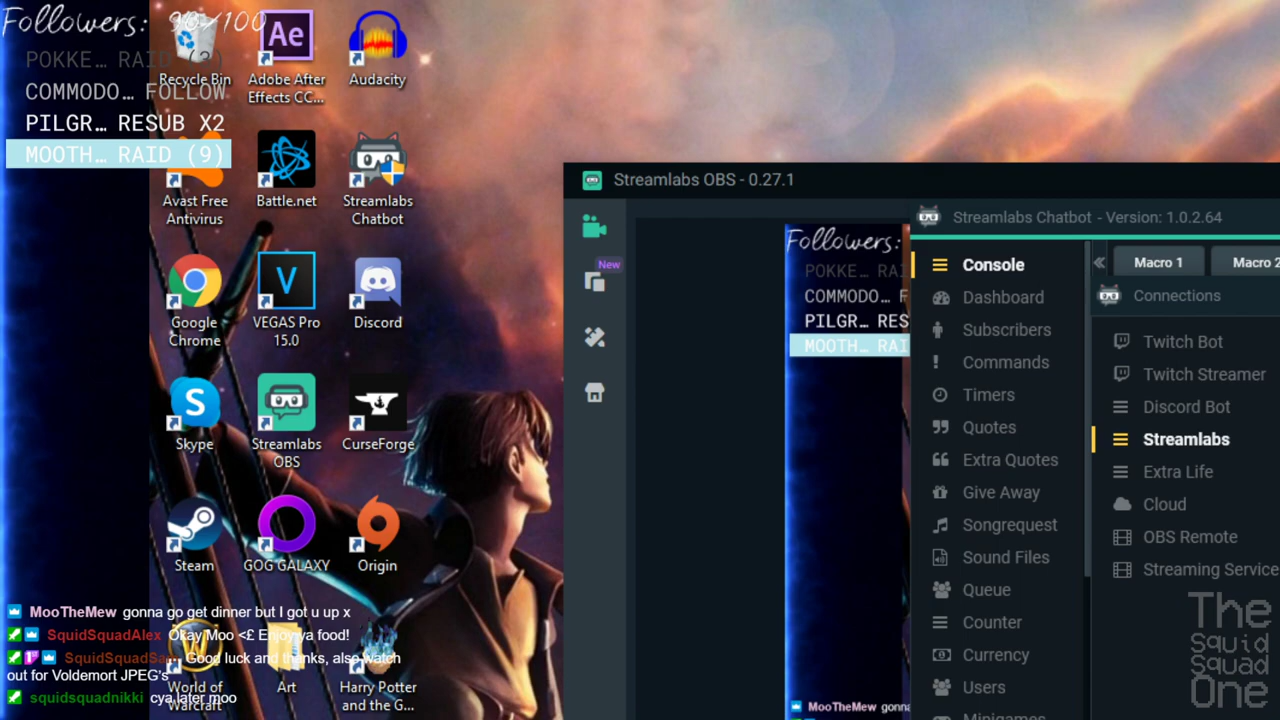 Followers: 98/100
POKKE… RAID (3)
COMMODO… FOLLOW
PILGR… RESUB X2
MOOTH… RAID (9)
Recycle Bin
Adobe After
Effects CC...
Audacity
Avast Free
Antivirus
Battle.net
Streamlabs
Chatbot
Google
Chrome
VEGAS Pro
15.0
Discord
Skype
Streamlabs
OBS
CurseForge
Steam
GOG GALAXY
Origin
World of
Warcraft
Art
Harry Potter
and the G...
MooTheMew gonna go get dinner but I got u up x
SquidSquadAlex Okay Moo <£ Enjoy ya food!
SquidSquadSam Good luck and thanks, also watch
out for Voldemort JPEG's
squidsquadnikki cya later moo
Streamlabs OBS - 0.27.1
New
Followers:
POKKE… RAI
COMMODO… F
PILGR… RES
MOOTH… RAI
MooTheMew gonna
Streamlabs Chatbot - Version: 1.0.2.64
Console
Dashboard
Subscribers
Commands
Timers
Quotes
Extra Quotes
Give Away
Songrequest
Sound Files
Queue
Counter
Currency
Users
Minigames
Macro 1
Macro 2
Connections
Twitch Bot
Twitch Streamer
Discord Bot
Streamlabs
Extra Life
Cloud
OBS Remote
Streaming Service
The
Squid
Squad
One